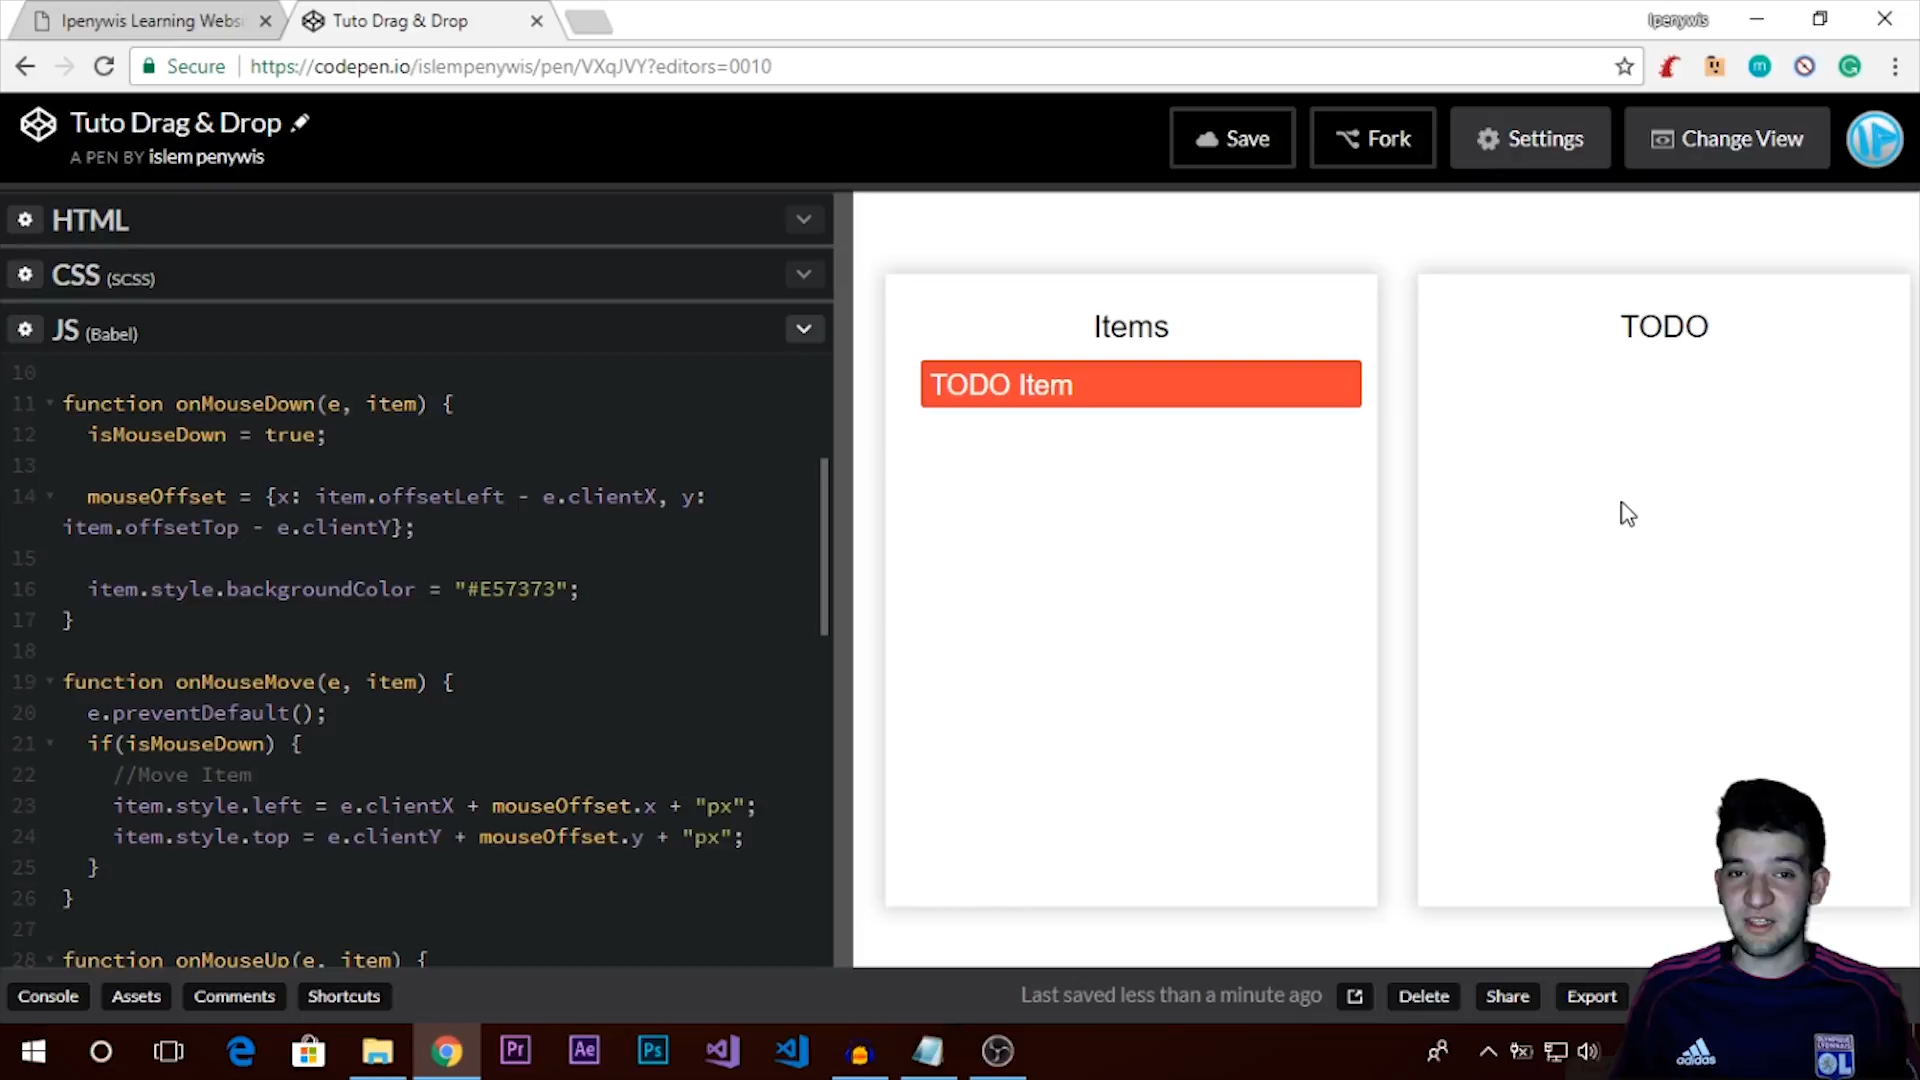 Ipenywis Learning Webs
Tuto Drag & Drop
Ipenywis
Secure
https://codepen.io/islempenywis/pen/VXqJVY?editors=0010
Tuto Drag & Drop
A PEN BY islem penywis
Save
Fork
Settings
Change View
HTML
CSS (SCSS)
JS (Babel)
10
11 function onMouseDown(e, item) {
12 isMouseDown = true;
13
14 mouseOffset = {x: item.offsetLeft - e.clientX, y:
item.offsetTop - e.clientY};
15
16 item.style.backgroundColor = "#E57373";
17 }
18
19 function onMouseMove(e, item) {
20 e.preventDefault();
21 if(isMouseDown) {
22 //Move Item
23 item.style.left = e.clientX + mouseOffset.x + "px";
24 item.style.top = e.clientY + mouseOffset.y + "px";
25 }
26 }
27
28 function onMouseUp(e, item) {
Items
TODO Item
TODO
Console
Assets
Comments
Shortcuts
Last saved less than a minute ago
Delete
Share
Export
Pr
Ae
Ps
adidas
OL